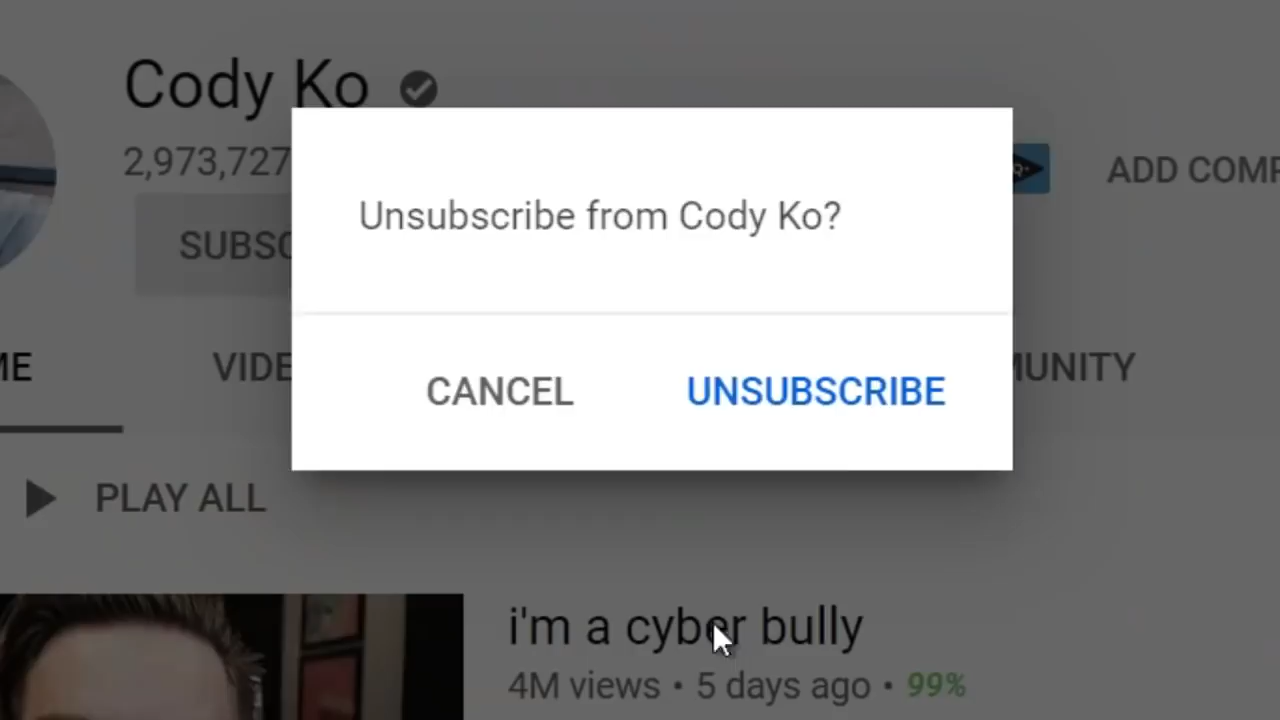 Cody Ko
2,973,727
ADD COMP
Unsubscribe from Cody Ko?
SUBSC
ME
VIDE
MUNITY
CANCEL
UNSUBSCRIBE
PLAY ALL
i'm a cyber bully
4M views • 5 days ago • 99%